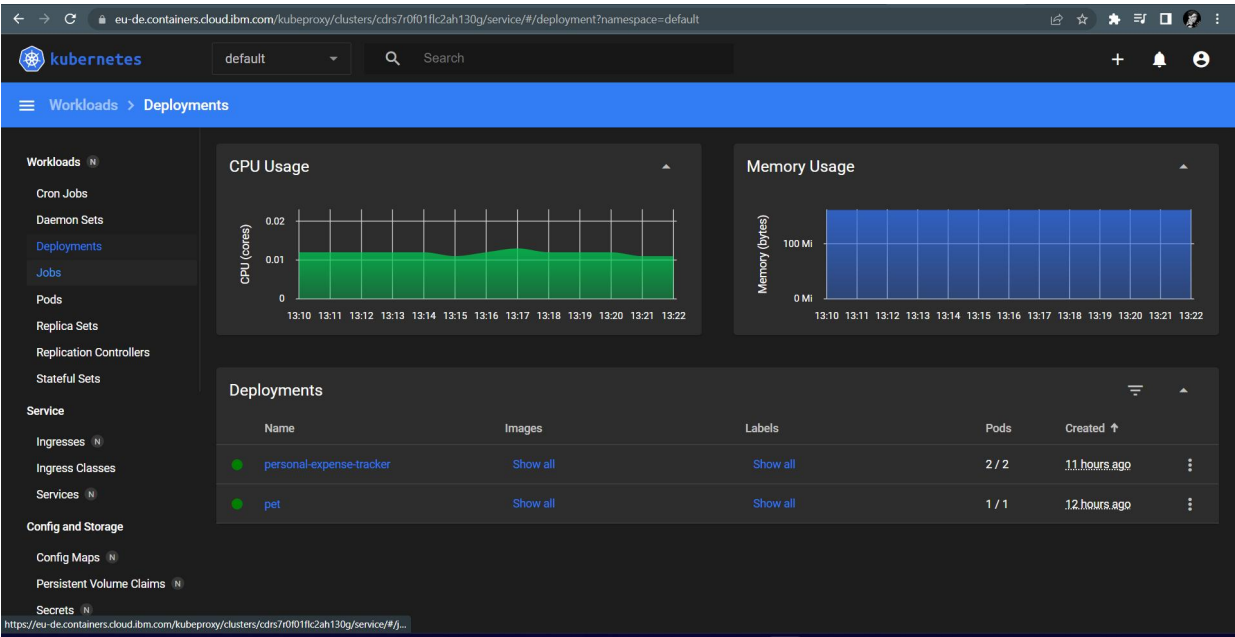 eu-de.containers.cloud.ibm.com/kubeproxy/clusters/cdrs7r0f01flc2ah130g/service/#/deployment?namespace=default
kubernetes
default
Search
Workloads > Deployments
Workloads N
Cron Jobs
Daemon Sets
Deployments
Jobs
Pods
Replica Sets
Replication Controllers
Stateful Sets
Service
Ingresses N
Ingress Classes
Services N
Config and Storage
Config Maps N
Persistent Volume Claims N
Secrets N
CPU Usage
CPU (cores)
0.02
0.01
0
13:10 13:11 13:12 13:13 13:14 13:15 13:16 13:17 13:18 13:19 13:20 13:21 13:22
Memory Usage
Memory (bytes)
100 Mi
0 Mi
13:10 13:11 13:12 13:13 13:14 13:15 13:16 13:17 13:18 13:19 13:20 13:21 13:22
Deployments
Name Images Labels Pods Created ↑
personal-expense-tracker Show all Show all 2 / 2 11 hours ago
pet Show all Show all 1 / 1 12 hours ago
https://eu-de.containers.cloud.ibm.com/kubeproxy/clusters/cdrs7r0f01flc2ah130g/service/#/j...